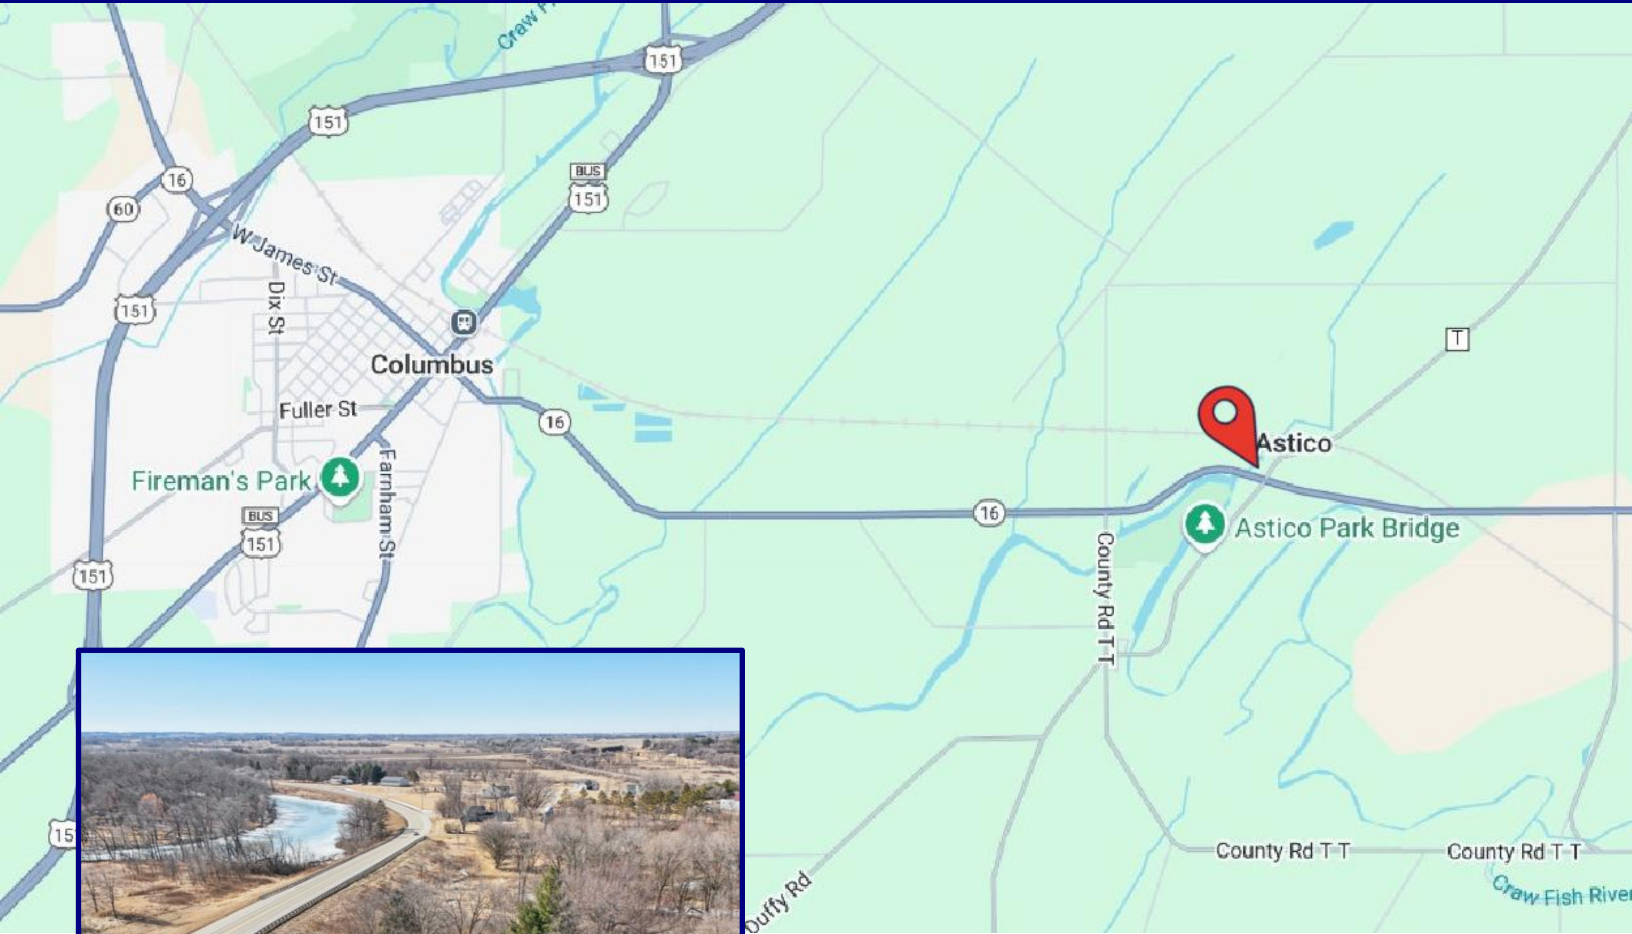 Craw
151
151
BUS
151
16
60
W James St
151
Dix St
Columbus
T
Fuller St
16
Astico
Fireman's Park
Farnham St
BUS
151
16
Astico Park Bridge
151
County Rd T T
15
County Rd T T
County Rd T T
Duffy Rd
Craw Fish River